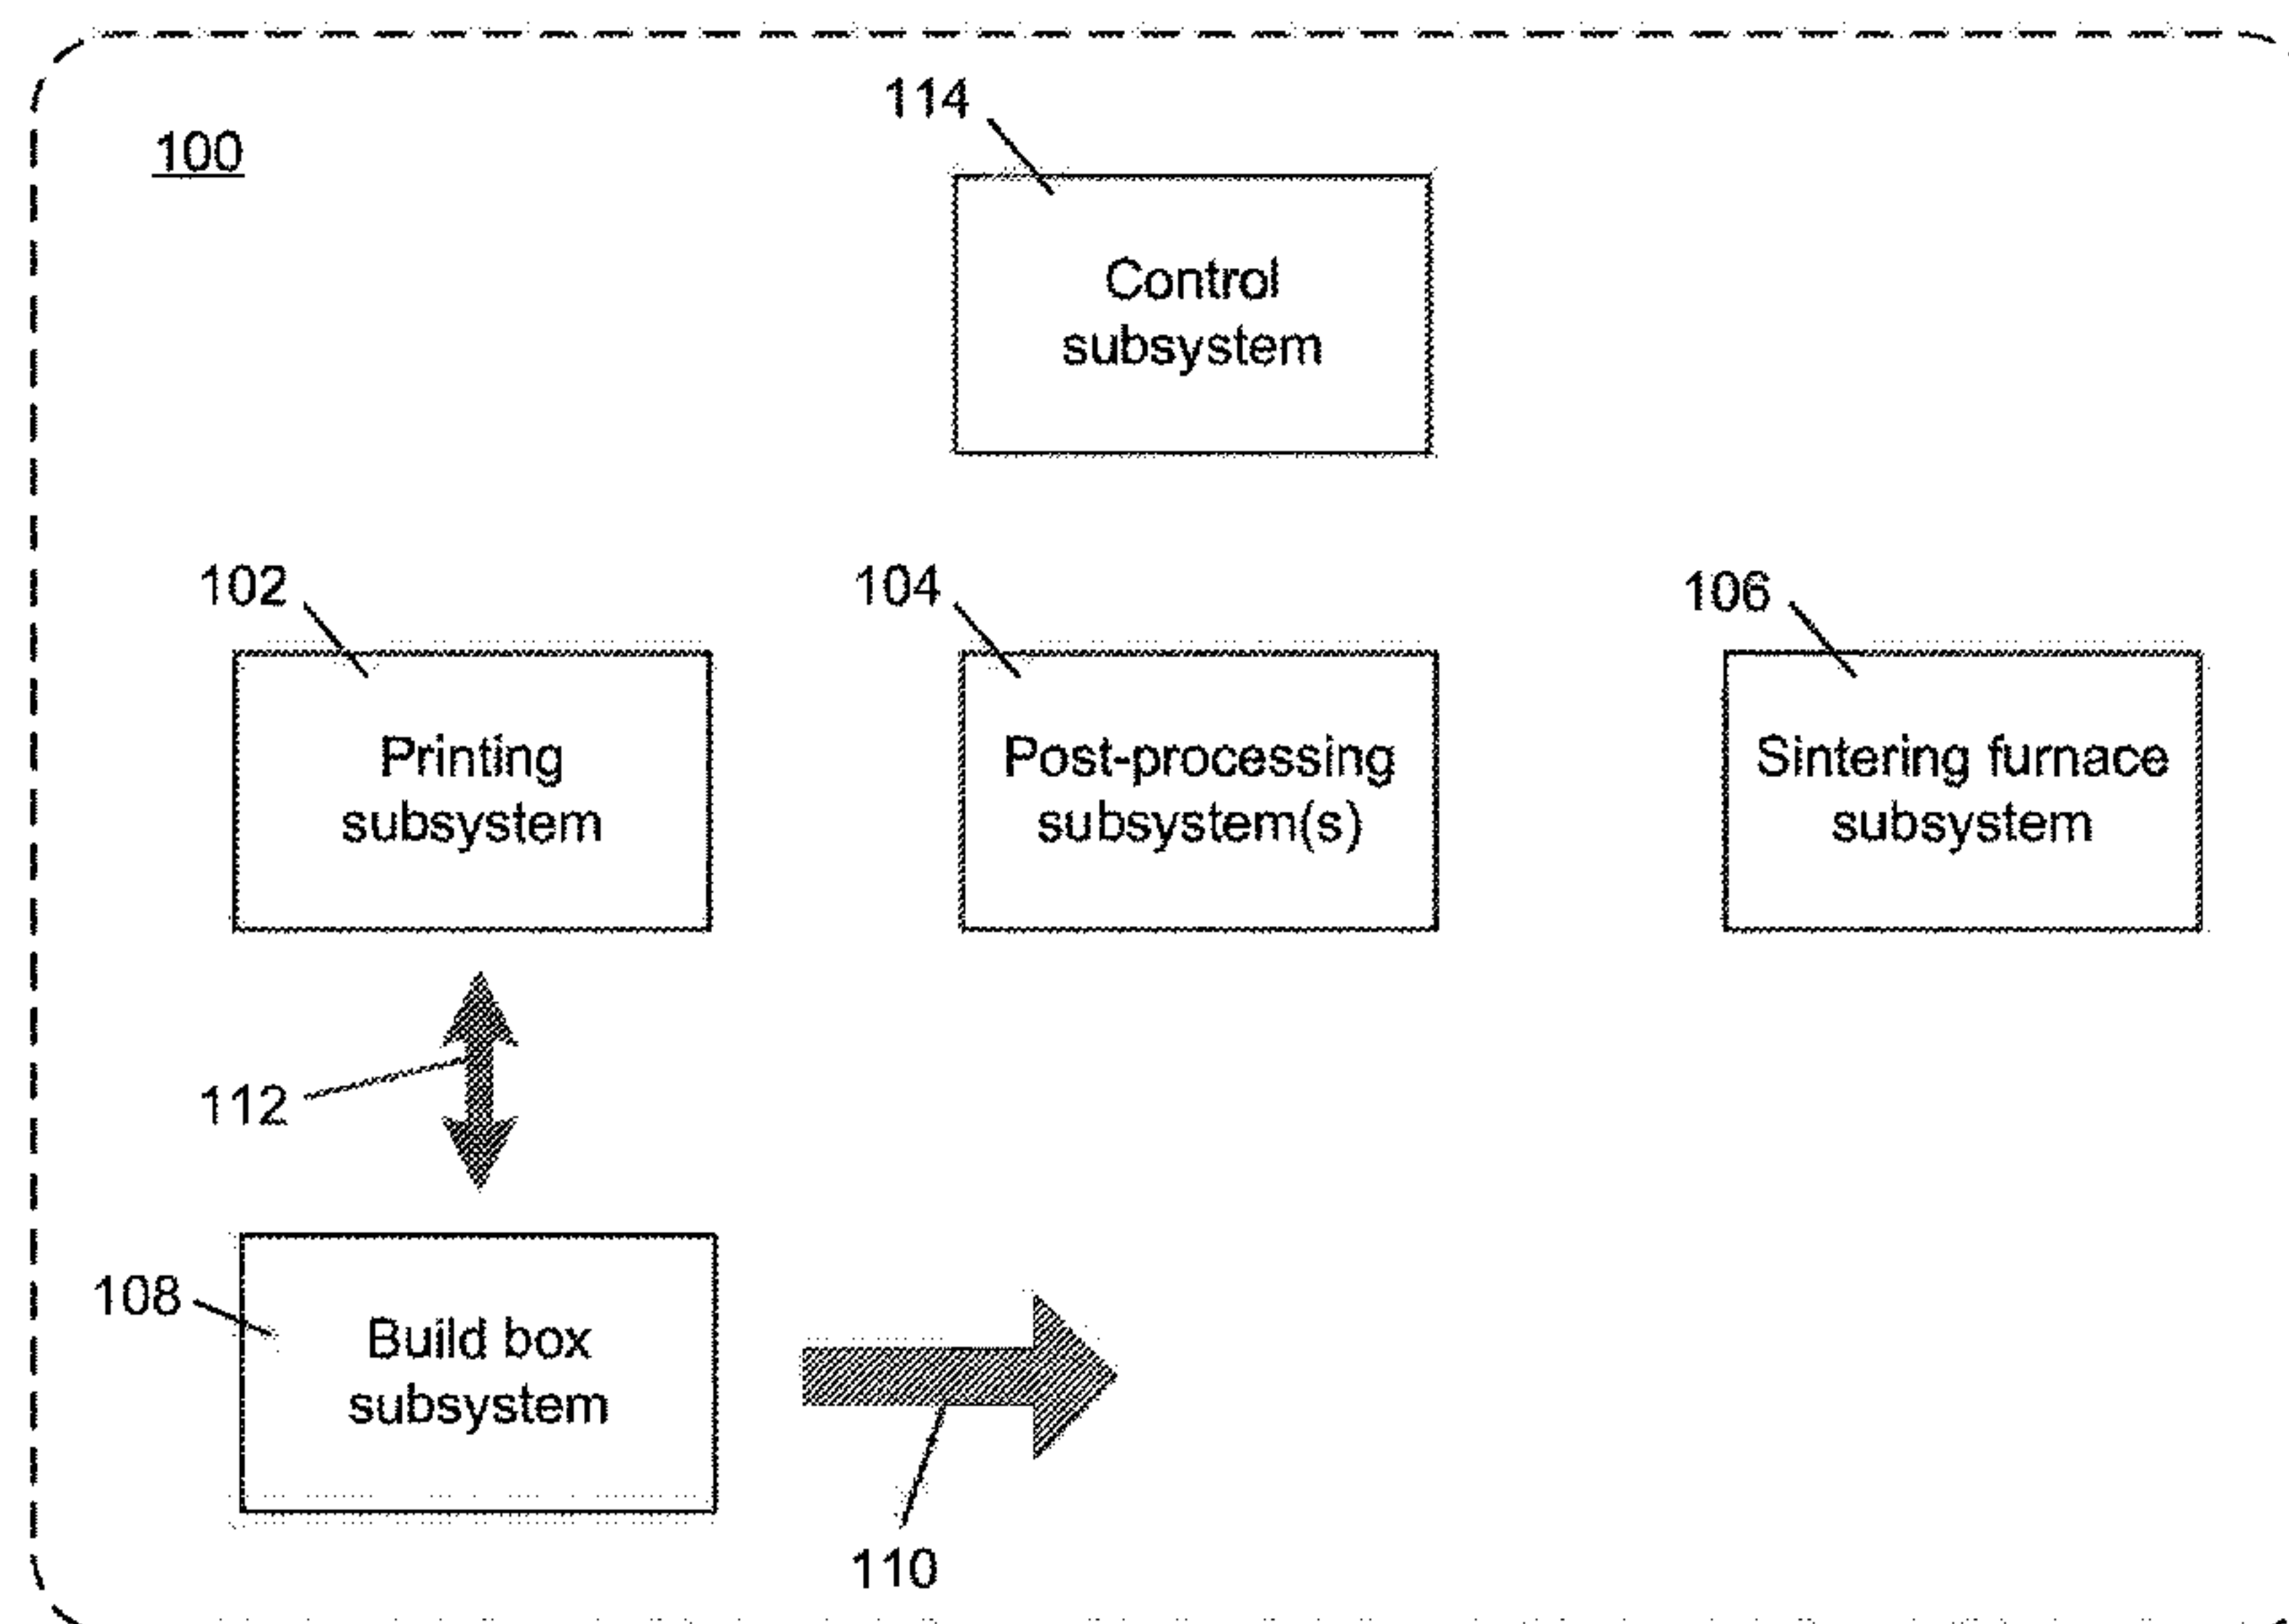 114
100
Control
subsystem
102
104
106
Printing
subsystem
Post-processing
subsystem(s)
Sintering furnace
subsystem
112
108
Build box
subsystem
110